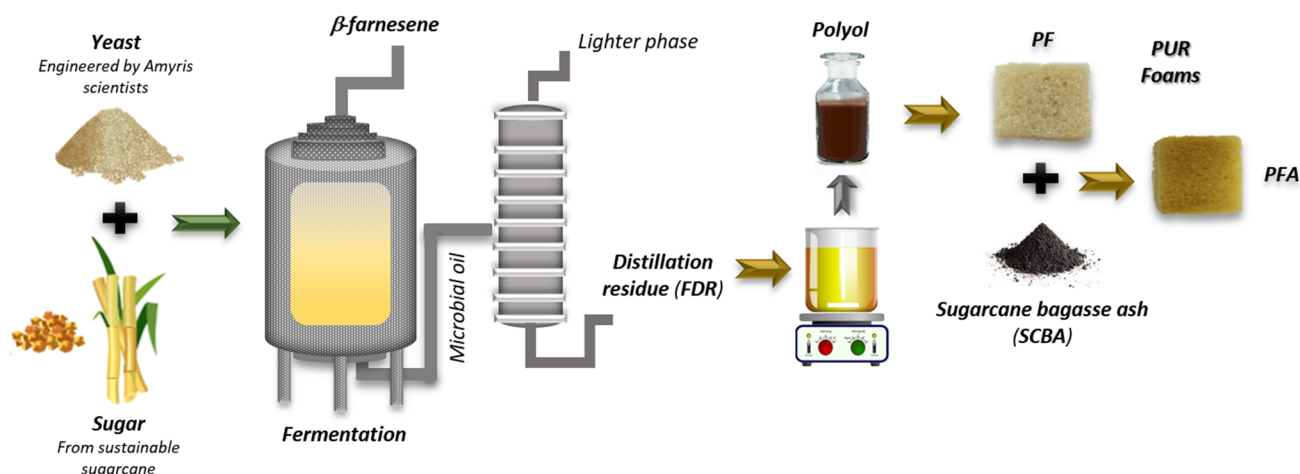 Yeast
Engineered by Amyris
scientists
Sugar
From sustainable
sugarcane
β-farnesene
Fermentation
Microbial oil
Lighter phase
Distillation
residue (FDR)
Polyol
PF
PUR
Foams
PFA
Sugarcane bagasse ash
(SCBA)